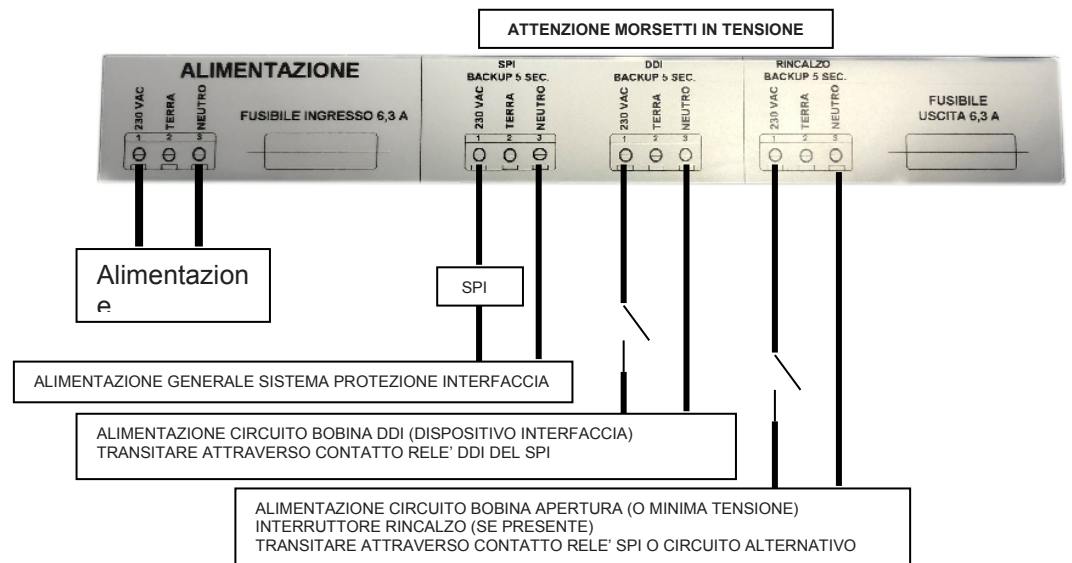 ATTENZIONE MORSETTI IN TENSIONE
ALIMENTAZIONE
230 VAC
TERRA
NEUTRO
1 2 3
FUSIBILE INGRESSO 6,3 A
SPI
BACKUP 5 SEC.
230 VAC
TERRA
NEUTRO
1 2 3
DDI
BACKUP 5 SEC.
230 VAC
TERRA
NEUTRO
1 2 3
RINCALZO
BACKUP 5 SEC.
230 VAC
TERRA
NEUTRO
1 2 3
FUSIBILE
USCITA 6,3 A
Alimentazion
e
SPI
ALIMENTAZIONE GENERALE SISTEMA PROTEZIONE INTERFACCIA
ALIMENTAZIONE CIRCUITO BOBINA DDI (DISPOSITIVO INTERFACCIA)
TRANSITARE ATTRAVERSO CONTATTO RELE' DDI DEL SPI
ALIMENTAZIONE CIRCUITO BOBINA APERTURA (O MINIMA TENSIONE)
INTERRUTTORE RINCALZO (SE PRESENTE)
TRANSITARE ATTRAVERSO CONTATTO RELE' SPI O CIRCUITO ALTERNATIVO